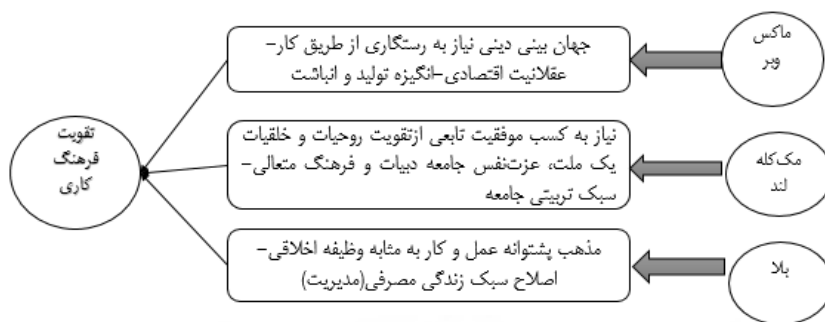 ماکس
وبر
جهان بینی دینی نیاز به رستگاری از طریق کار-
عقلانیت اقتصادی-انگیزه تولید و انباشت
مک‌کله
لند
نیاز به کسب موفقیت تابعی ازتقویت روحیات و خلقیات
یک ملت، عزت‌نفس جامعه دبیات و فرهنگ متعالی-
سبک تربیتی جامعه
بلا
مذهب پشتوانه عمل و کار به مثابه وظیفه اخلاقی-
اصلاح سبک زندگی مصرفی(مدیریت)
تقویت
فرهنگ
کاری